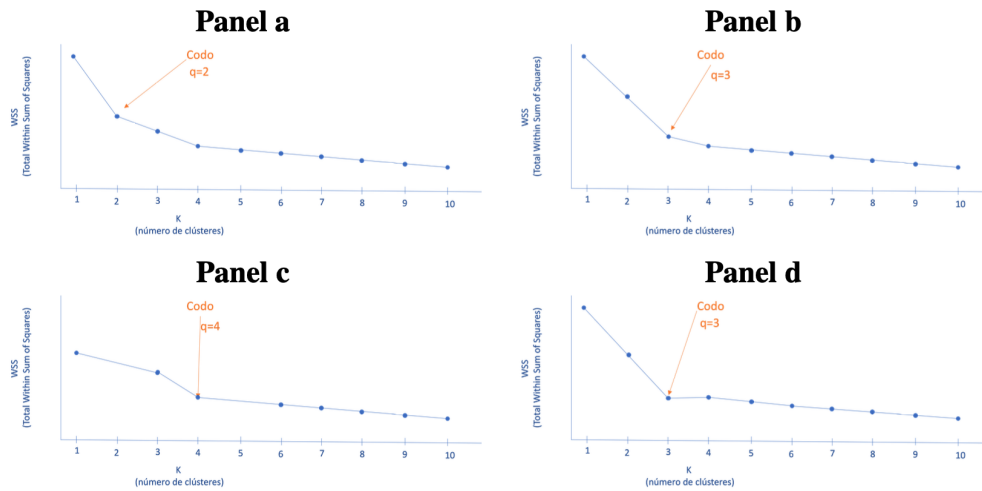 Panel a
Codo
q=2
WSS
(Total Within Sum of Squares)
1 2 3 4 5 6 7 8 9 10
K
(número de clústeres)
Panel b
Codo
q=3
WSS
(Total Within Sum of Squares)
1 2 3 4 5 6 7 8 9 10
K
(número de clústeres)
Panel c
Codo
q=4
WSS
(Total Within Sum of Squares)
1 2 3 4 5 6 7 8 9 10
K
(número de clústeres)
Panel d
Codo
q=3
WSS
(Total Within Sum of Squares)
1 2 3 4 5 6 7 8 9 10
K
(número de clústeres)